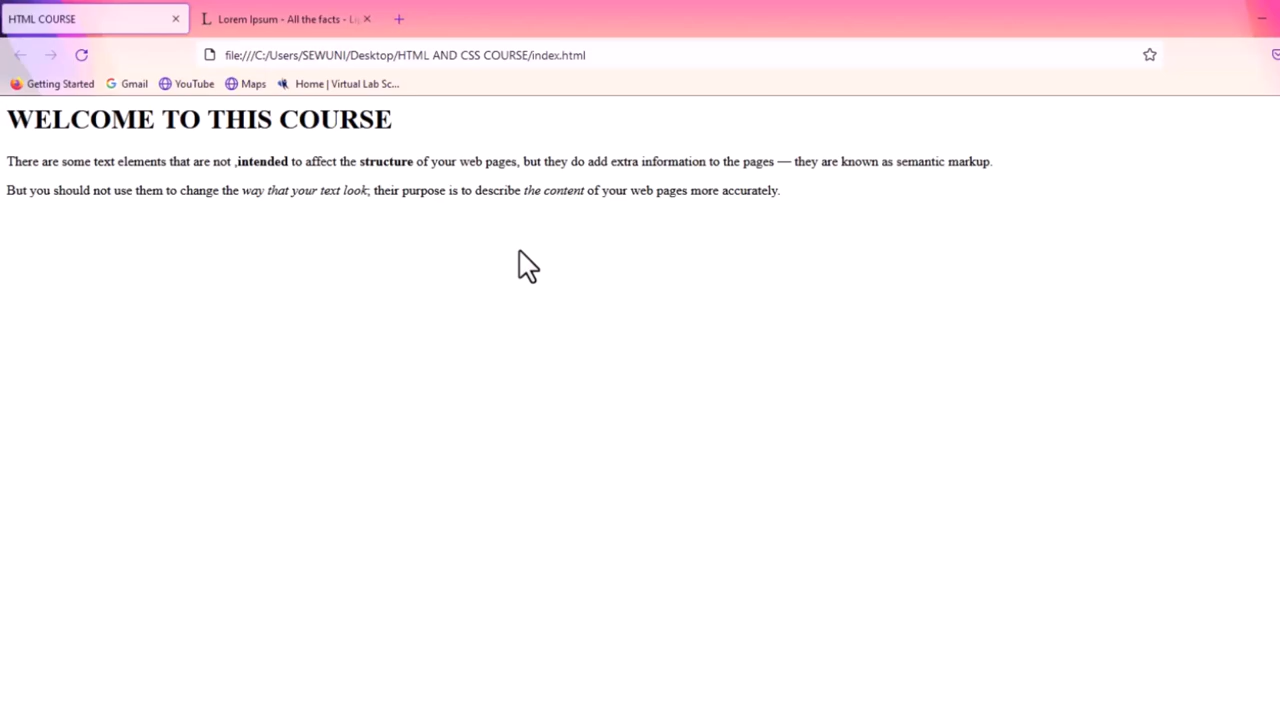 HTML COURSE
Lorem Ipsum - All the facts - Li
file:///C:/Users/SEWUNI/Desktop/HTML AND CSS COURSE/index.html
Getting Started Gmail YouTube Maps Home | Virtual Lab Sc...
WELCOME TO THIS COURSE
There are some text elements that are not ,intended to affect the structure of your web pages, but they do add extra information to the pages — they are known as semantic markup.
But you should not use them to change the way that your text look; their purpose is to describe the content of your web pages more accurately.